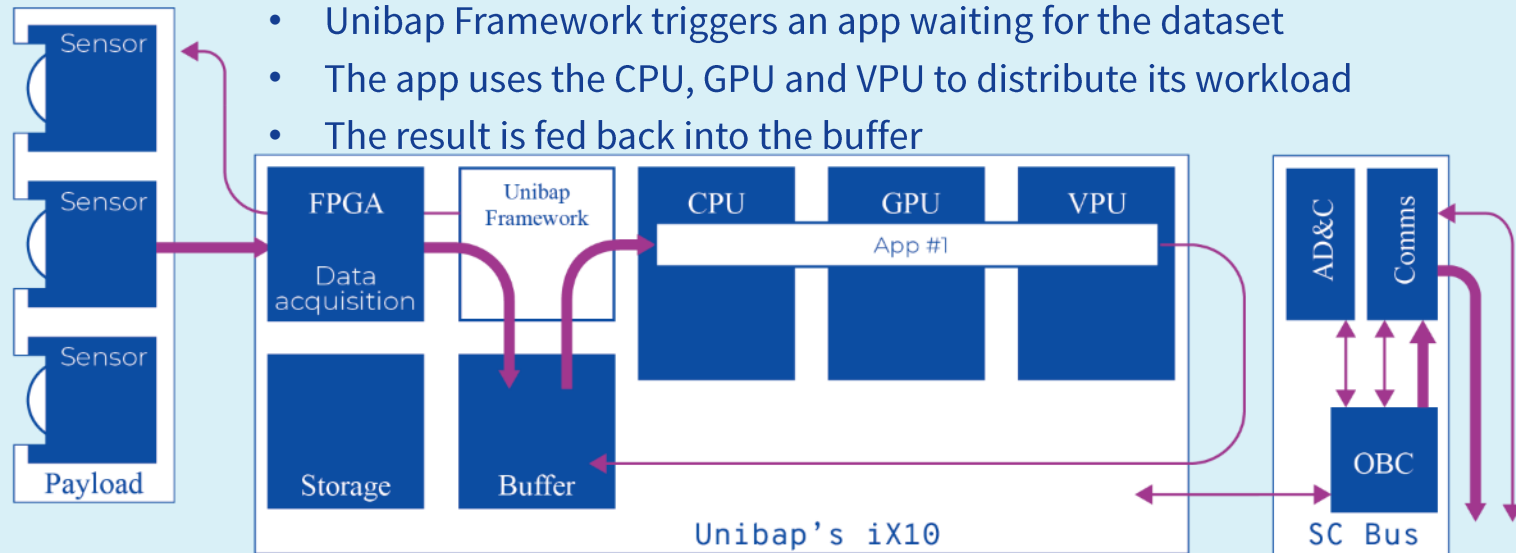 • Unibap Framework triggers an app waiting for the dataset
• The app uses the CPU, GPU and VPU to distribute its workload
• The result is fed back into the buffer
Sensor
Sensor
Sensor
Payload
FPGA
Data
acquisition
Unibap
Framework
CPU
GPU
VPU
App #1
Storage
Buffer
Unibap’s iX10
AD&C
Comms
OBC
SC Bus